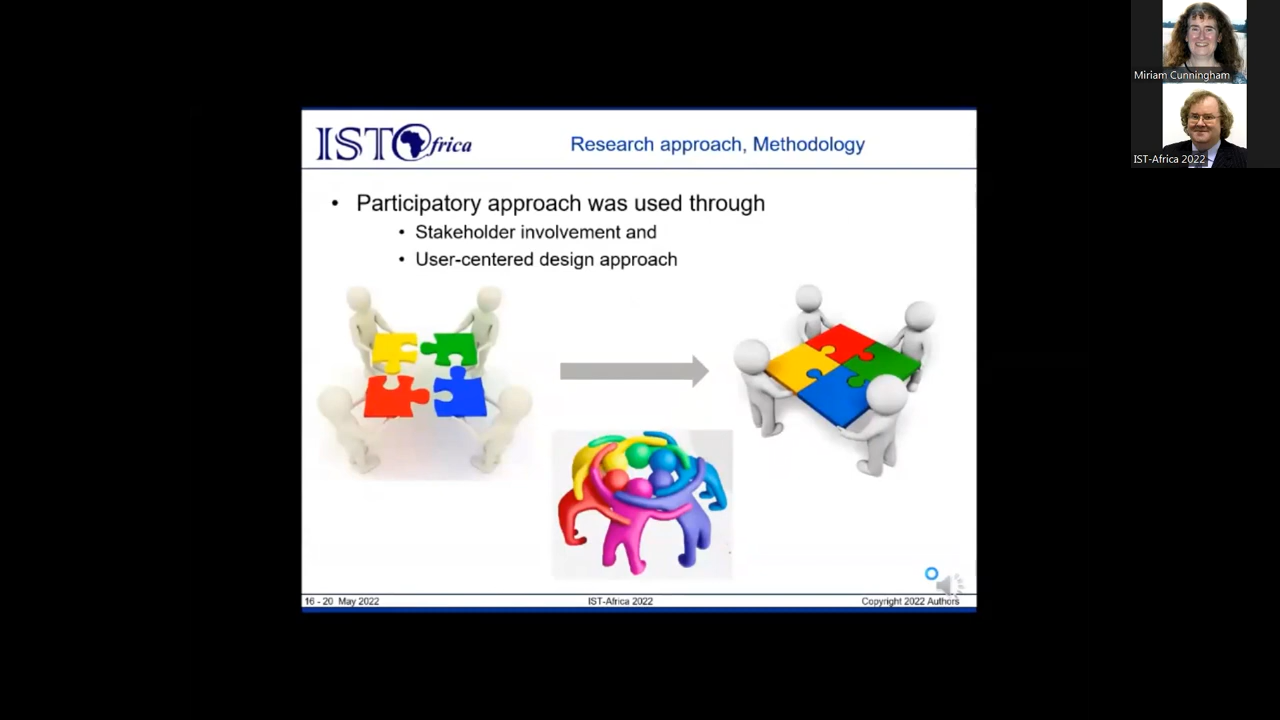 Miriam Cunningham
IST-Africa 2022
ISTAfrica
Research approach, Methodology
• Participatory approach was used through
• Stakeholder involvement and
• User-centered design approach
16 - 20 May 2022
IST-Africa 2022
Copyright 2022 Authors